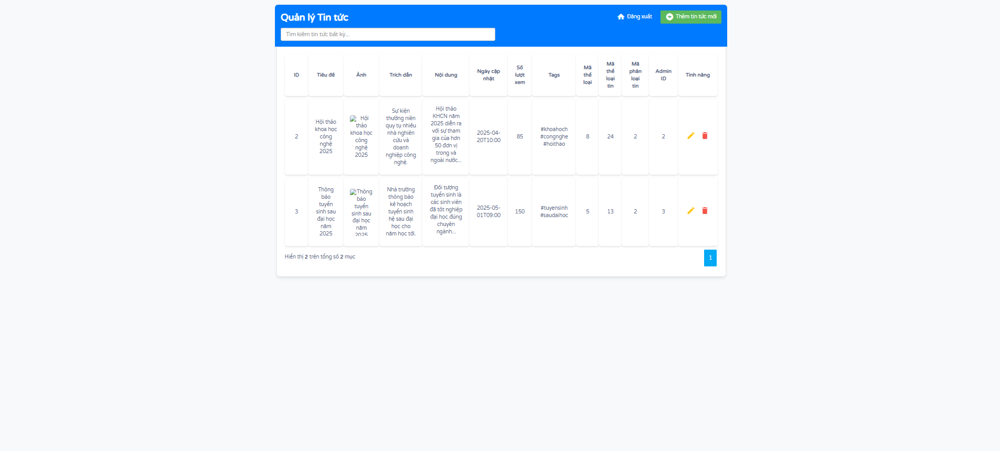 Quản lý Tin tức
Đăng xuất
Thêm tin tức mới
Tìm kiếm tin tức bất kỳ...
ID
Tiêu đề
Ảnh
Trích dẫn
Nội dung
Ngày cập
nhật
Số
lượt
xem
Tags
Mã
thể
loại
Mã
thể
loại
tin
Mã
phân
loại
tin
Admin
ID
Tính năng
2
Hội thảo
khoa học
công
nghệ
2025
Hội
thảo
khoa học
công
nghệ
2025
Sự kiện
thường niên
quy tụ nhiều
nhà nghiên
cứu và
doanh
nghiệp công
nghệ.
Hội thảo
KHCN năm
2025 diễn ra
với sự tham
gia của hơn
50 đơn vị
trong và
ngoài nước...
2025-04-
20T10:00
85
#khoahoch
#congnghe
#hoithao
8
24
2
2
3
Thông
báo
tuyển
sinh sau
đại học
năm
2025
Thông
báo
tuyển
sinh sau
đại học
năm
2025
Nhà trường
thông báo
kế hoạch
tuyển sinh
hệ sau đại
học cho
năm học tới.
Đối tượng
tuyển sinh là
các sinh viên
đã tốt nghiệp
đại học đúng
chuyên
ngành...
2025-05-
01T09:00
150
#tuyensinh
#saudaihoc
5
13
2
3
Hiển thị 2 trên tổng số 2 mục
1